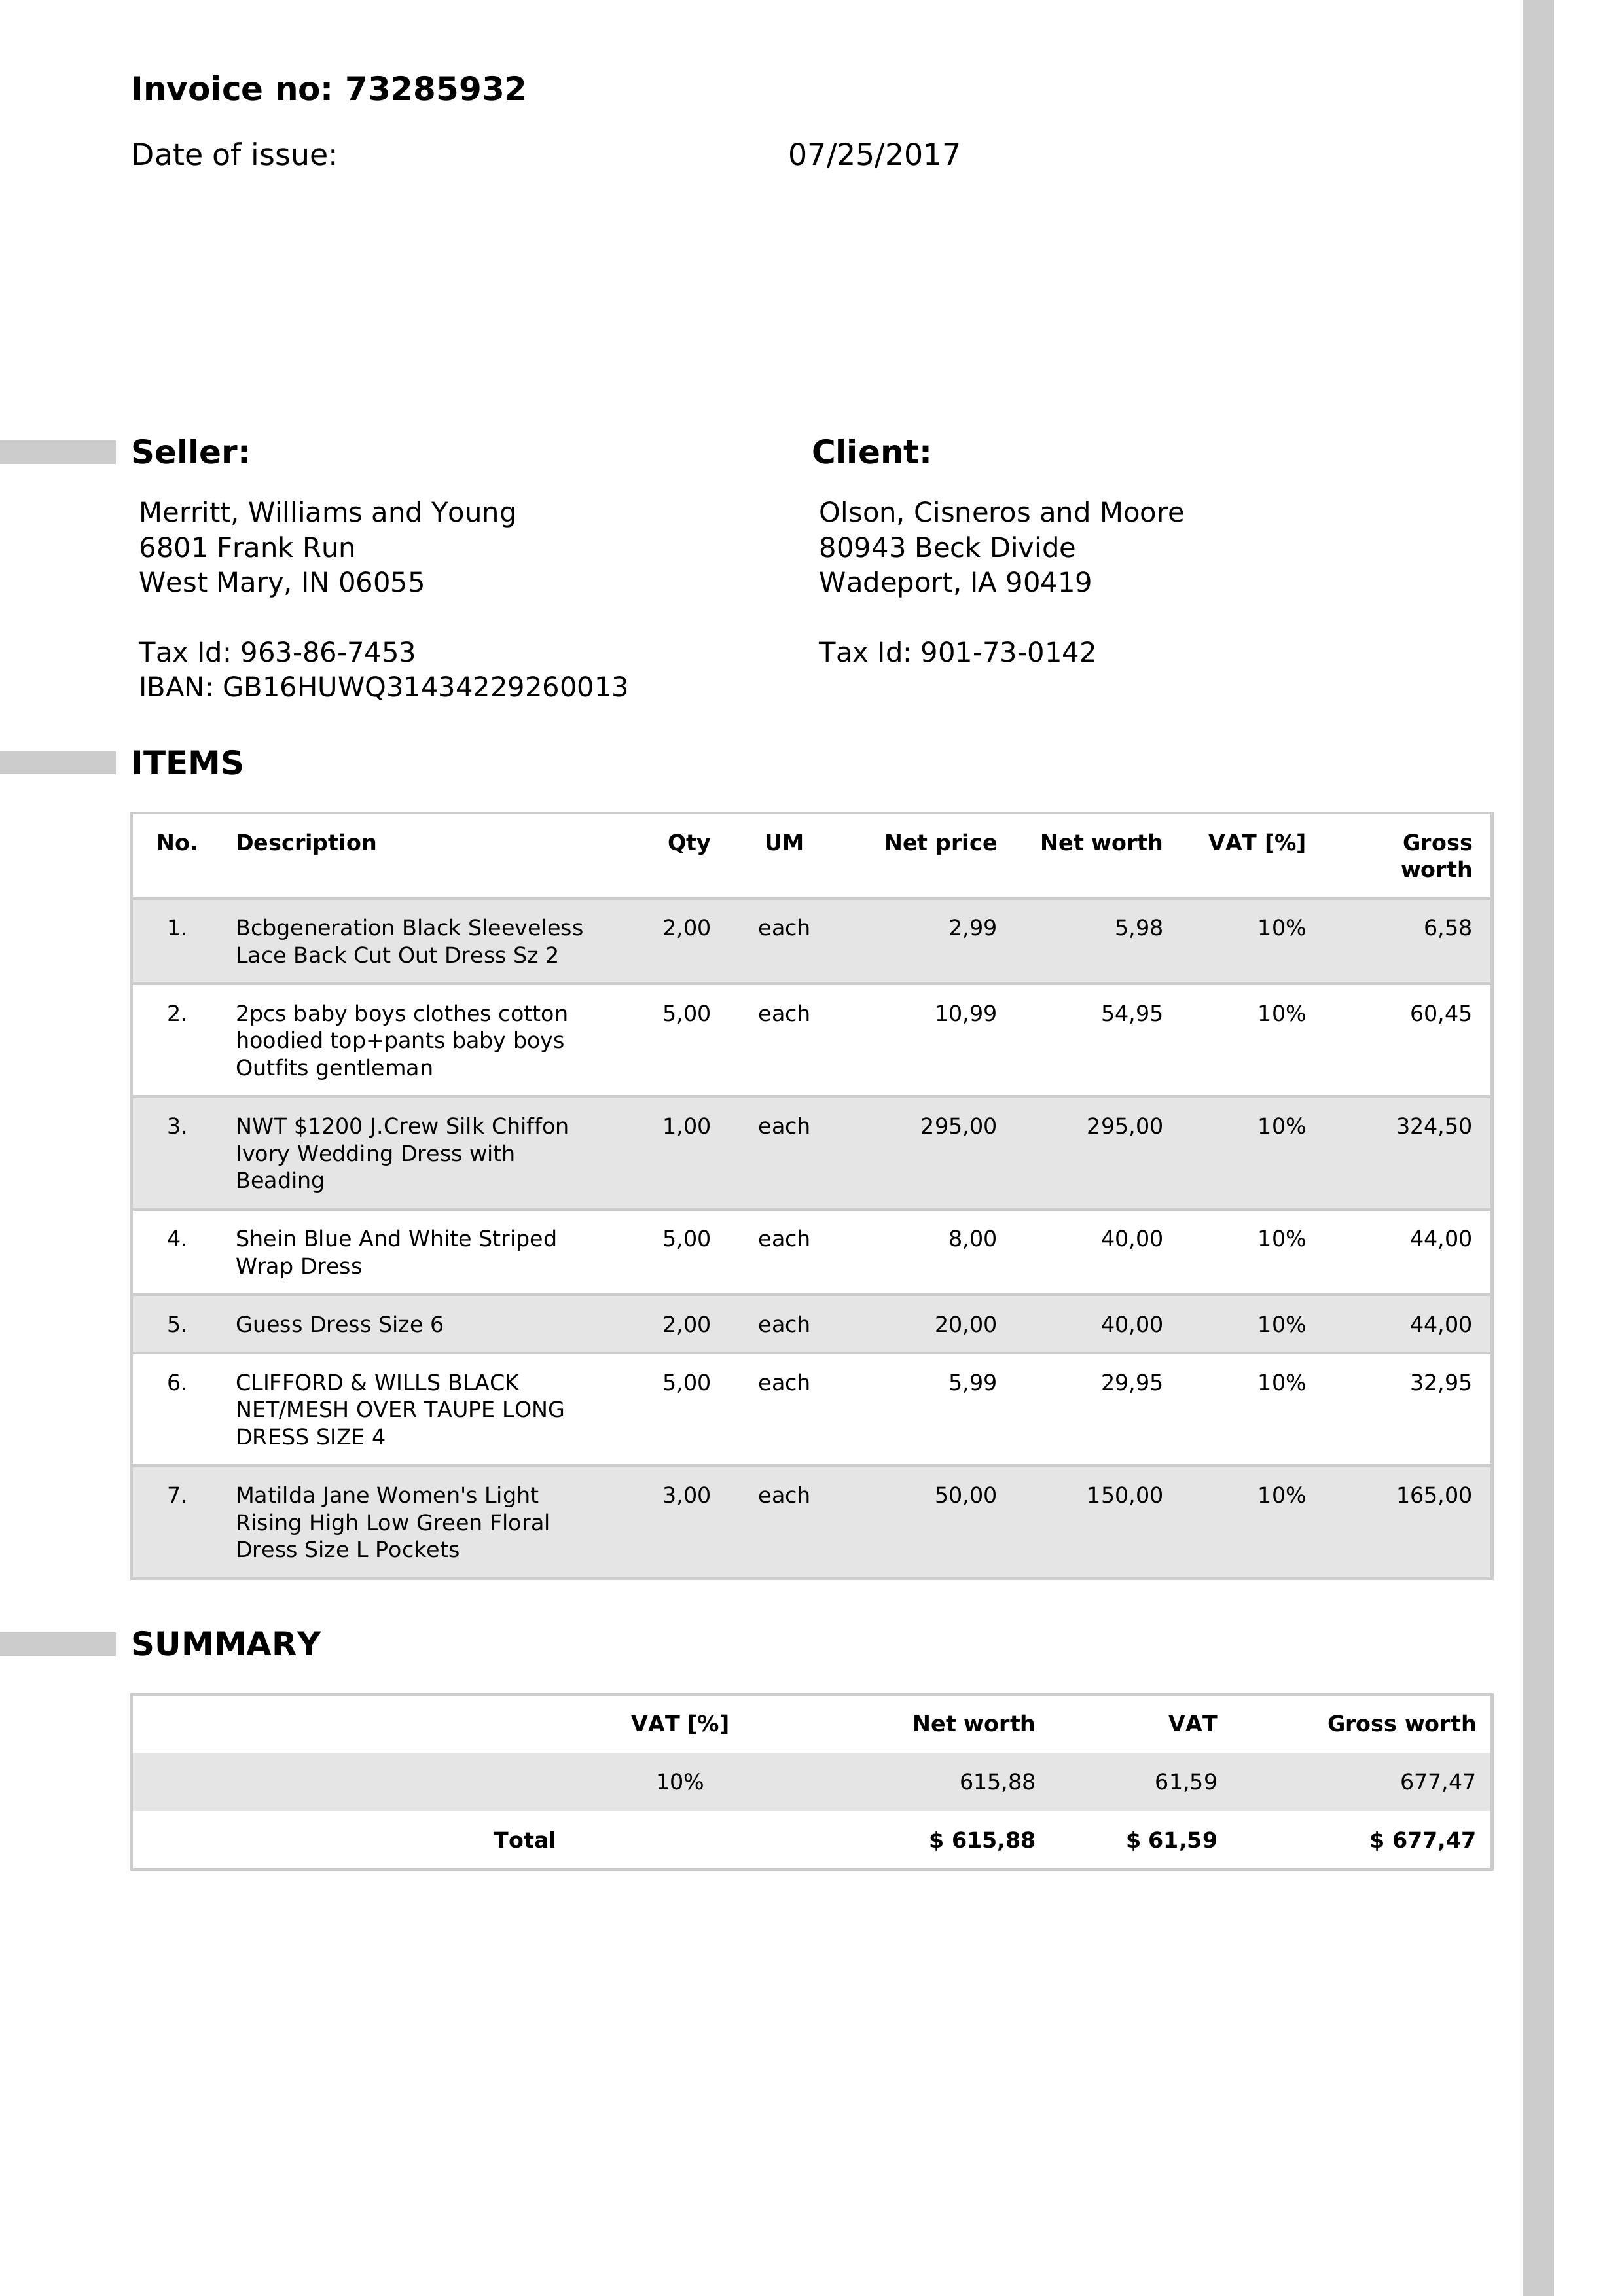 Invoice no: 73285932
Date of issue: 07/25/2017
Seller: Client:
Merritt, Williams and Young Olson, Cisneros and Moore
6801 Frank Run 80943 Beck Divide
West Mary, IN 06055 Wadeport, IA 90419
Tax Id: 963-86-7453 Tax Id: 901-73-0142
IBAN: GB16HUWQ31434229260013
ITEMS
No. Description Qty UM Net price Net worth VAT [%] Gross
worth
1. Bcbgeneration Black Sleeveless 2,00 each 2,99 5,98 10% 6,58
Lace Back Cut Out Dress Sz 2
2. 2pcs baby boys clothes cotton 5,00 each 10,99 54,95 10% 60,45
hoodied top+pants baby boys
Outfits gentleman
3. NWT $1200 J.Crew Silk Chiffon 1,00 each 295,00 295,00 10% 324,50
Ivory Wedding Dress with
Beading
4. Shein Blue And White Striped 5,00 each 8,00 40,00 10% 44,00
Wrap Dress
5. Guess Dress Size 6 2,00 each 20,00 40,00 10% 44,00
6. CLIFFORD & WILLS BLACK 5,00 each 5,99 29,95 10% 32,95
NET/MESH OVER TAUPE LONG
DRESS SIZE 4
7. Matilda Jane Women's Light 3,00 each 50,00 150,00 10% 165,00
Rising High Low Green Floral
Dress Size L Pockets
SUMMARY
VAT [%] Net worth VAT Gross worth
10% 615,88 61,59 677,47
Total $ 615,88 $ 61,59 $ 677,47